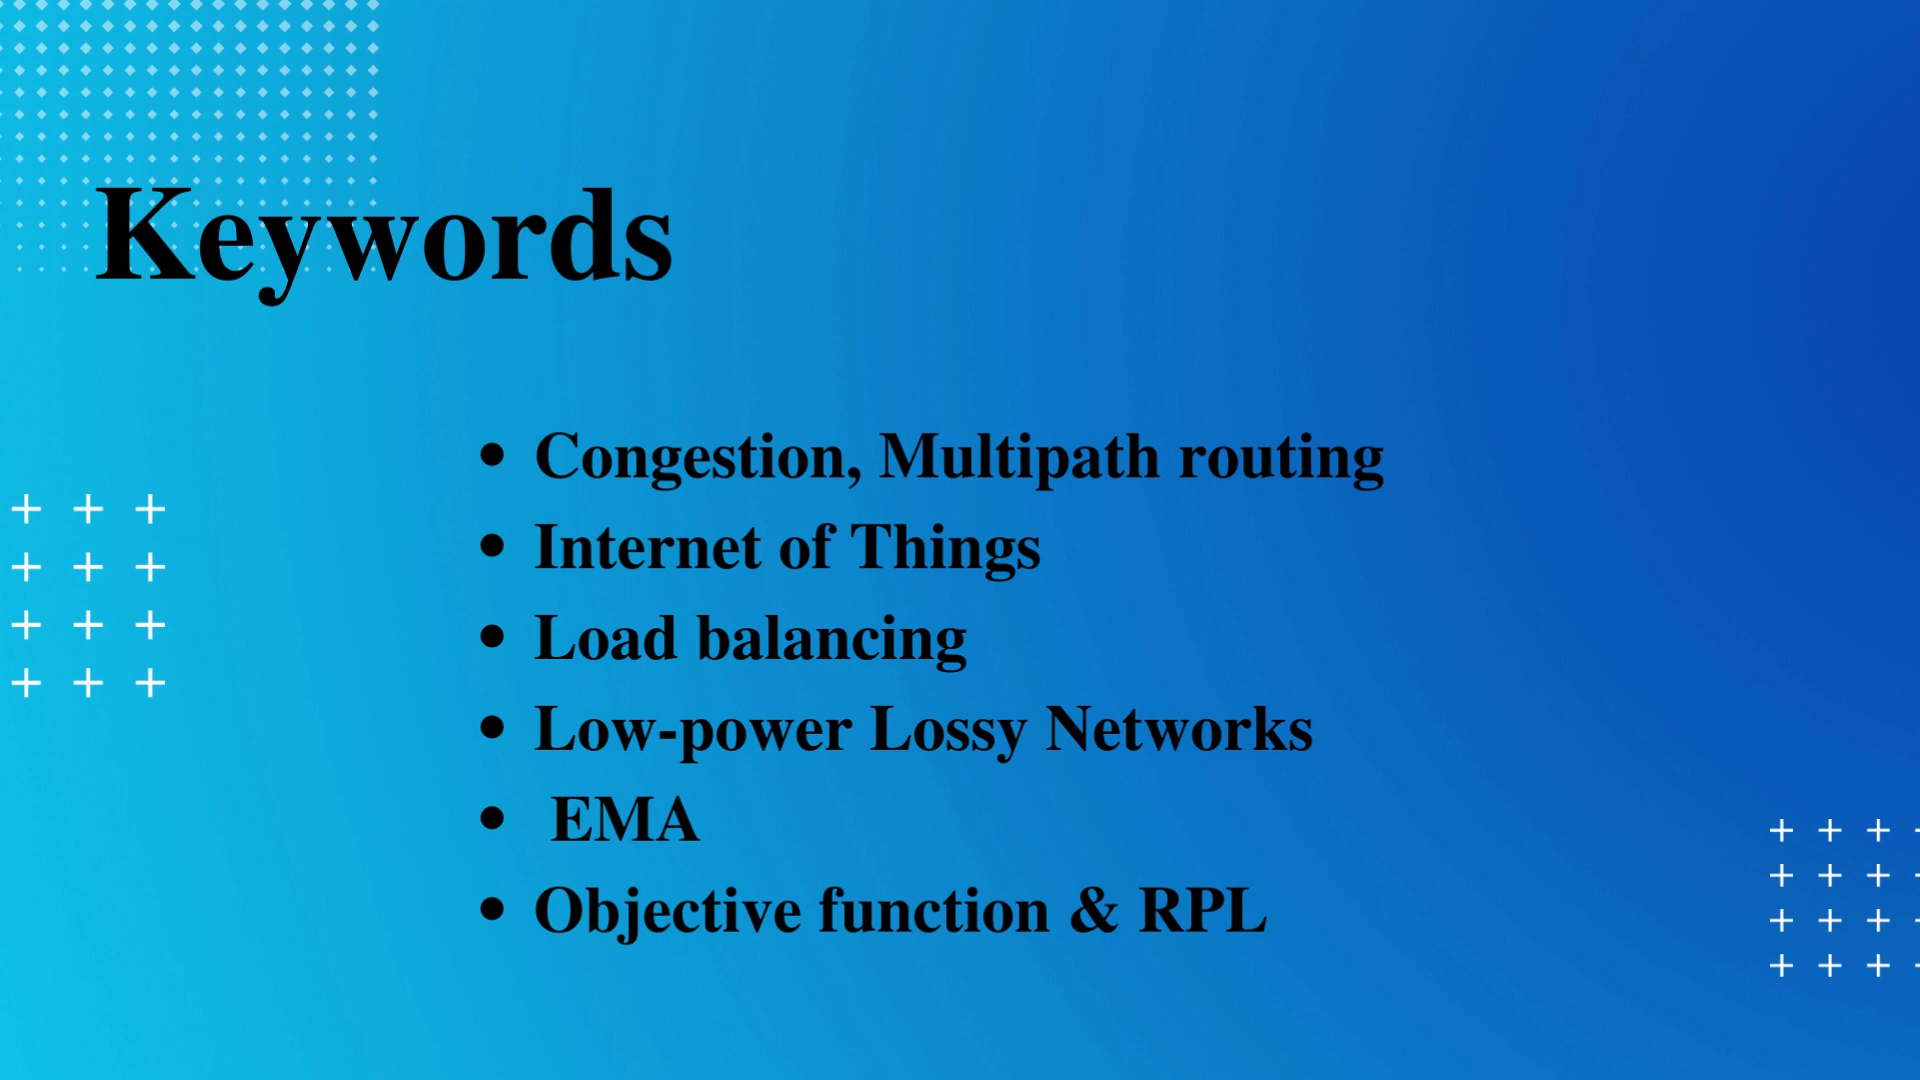 Keywords
• Congestion, Multipath routing
• Internet of Things
• Load balancing
• Low-power Lossy Networks
• EMA
• Objective function & RPL